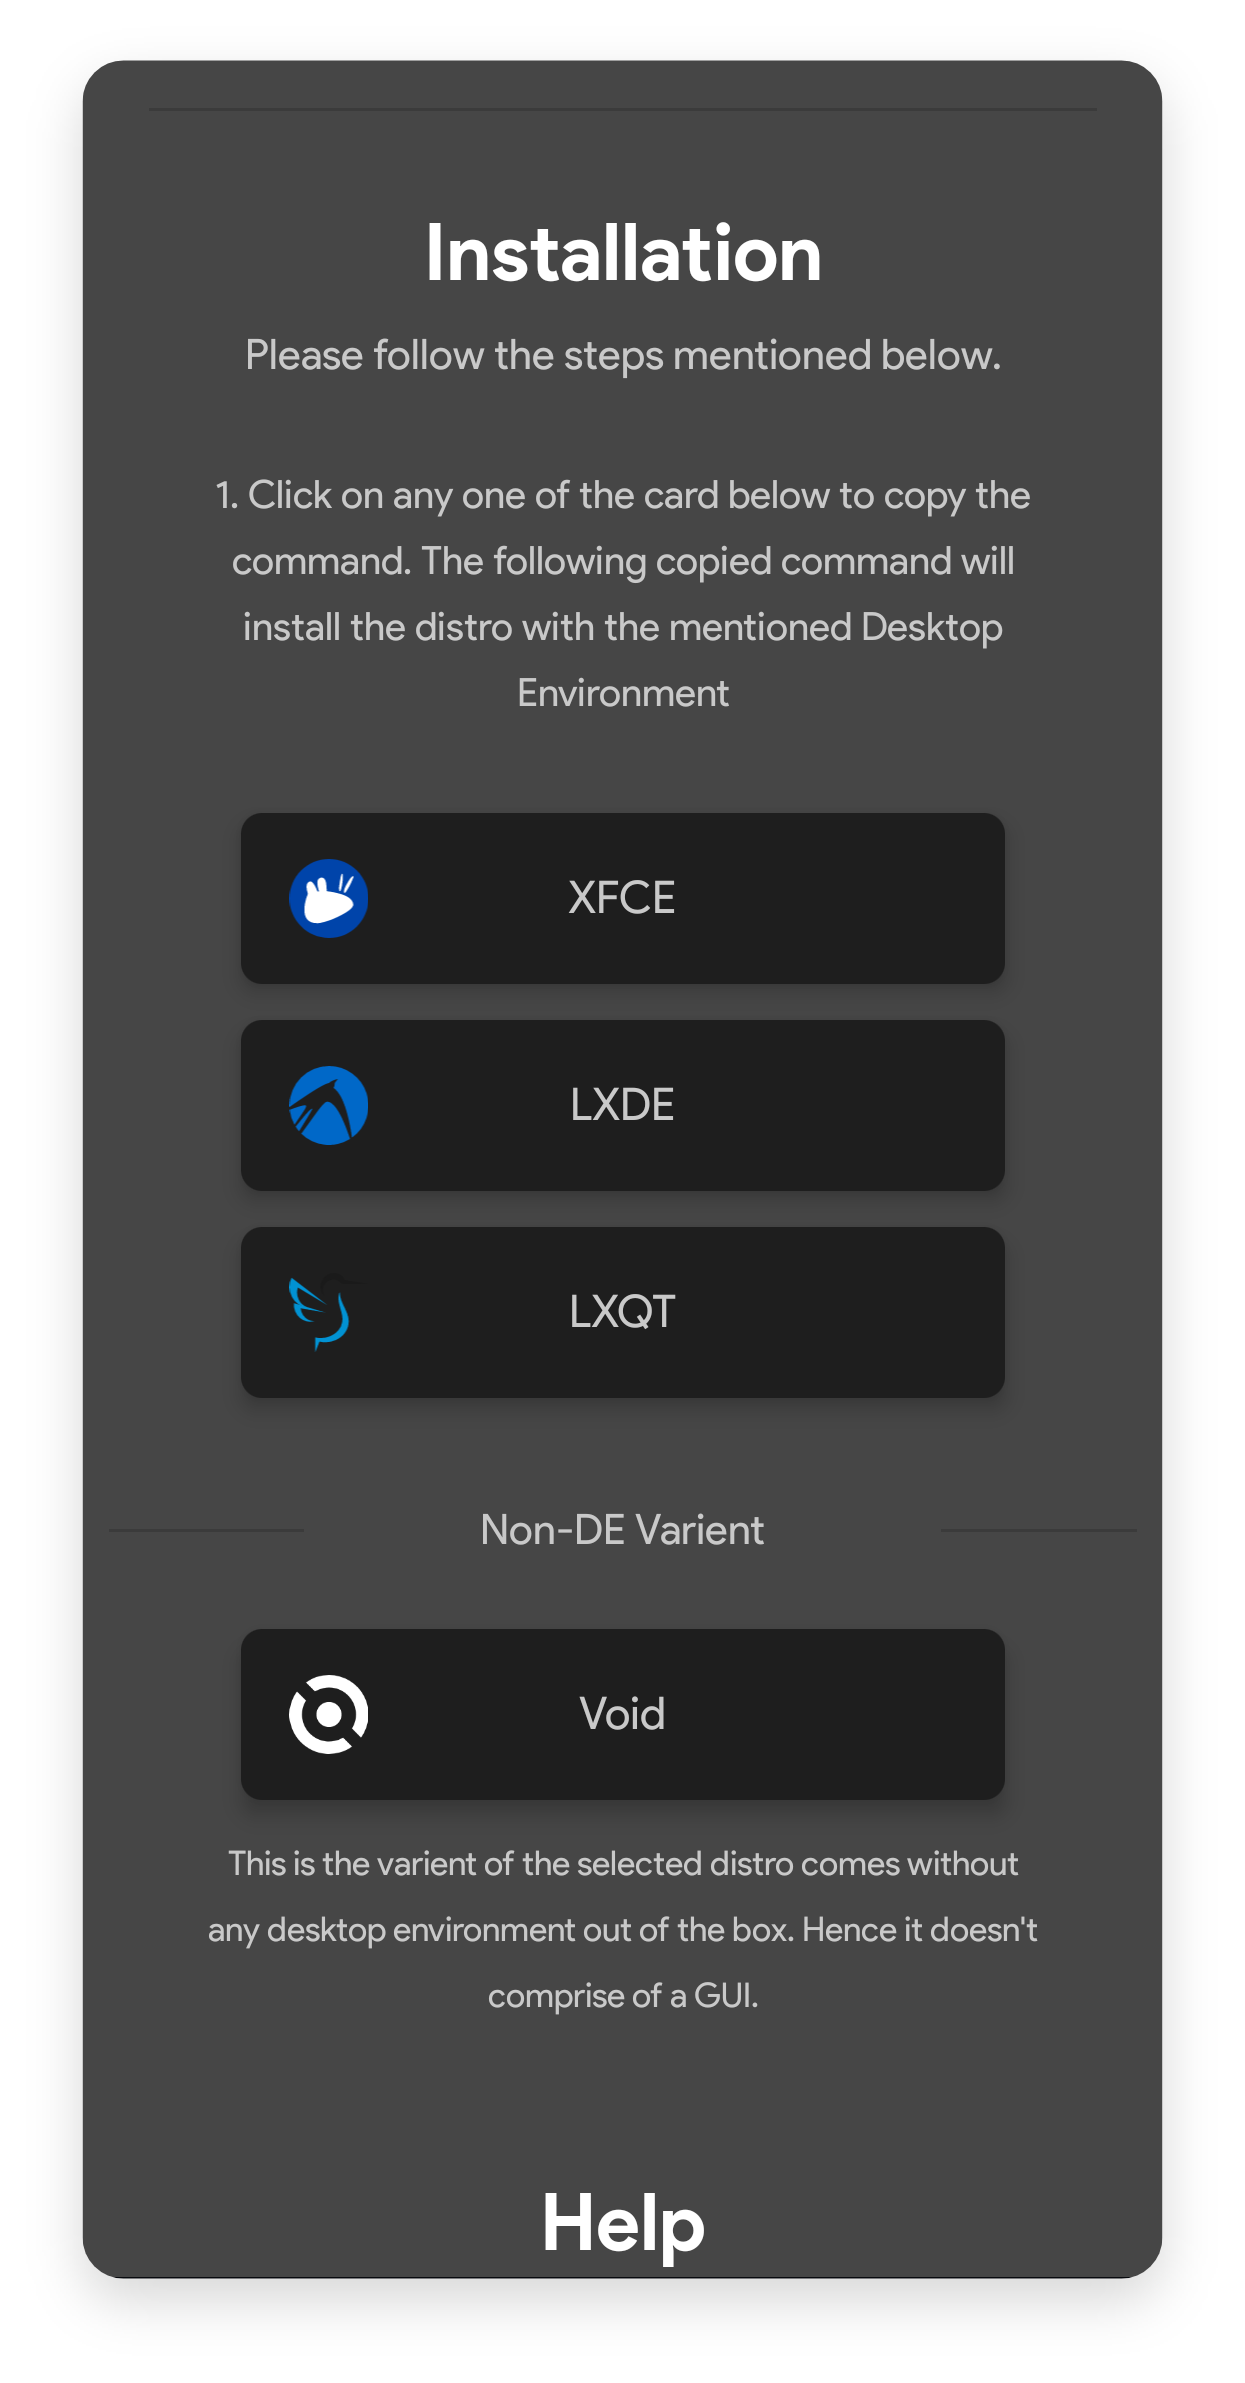 Installation
Please follow the steps mentioned below.
1. Click on any one of the card below to copy the
command. The following copied command will
install the distro with the mentioned Desktop
Environment
XFCE
LXDE
LXQT
Non-DE Varient
Void
This is the varient of the selected distro comes without
any desktop environment out of the box. Hence it doesn't
comprise of a GUI.
Help